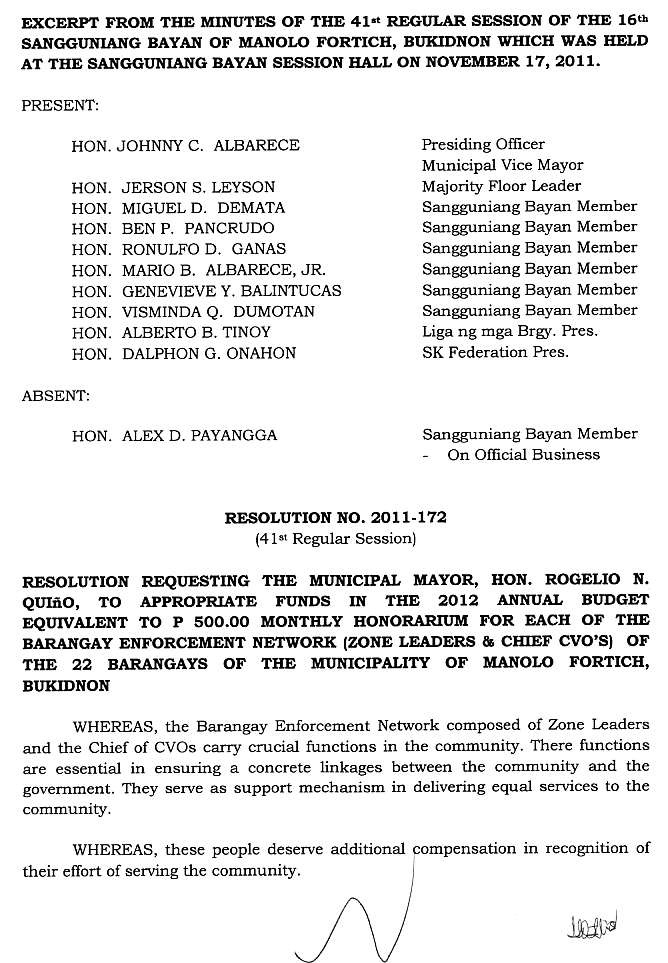 EXCERPT FROM THE MINUTES OF THE 41st REGULAR SESSION OF THE 16th
SANGGUNIANG BAYAN OF MANOLO FORTICH, BUKIDNON WHICH WAS HELD
AT THE SANGGUNIANG BAYAN SESSION HALL ON NOVEMBER 17, 2011.
PRESENT:
HON. JOHNNY C. ALBARECE Presiding Officer
Municipal Vice Mayor
HON. JERSON S. LEYSON Majority Floor Leader
HON. MIGUEL D. DEMATA Sangguniang Bayan Member
HON. BEN P. PANCRUDO Sangguniang Bayan Member
HON. RONULFO D. GANAS Sangguniang Bayan Member
HON. MARIO B. ALBARECE, JR. Sangguniang Bayan Member
HON. GENEVIEVE Y. BALINTUCAS Sangguniang Bayan Member
HON. VISMINDA Q. DUMOTAN Sangguniang Bayan Member
HON. ALBERTO B. TINOY Liga ng mga Brgy. Pres.
HON. DALPHON G. ONAHON SK Federation Pres.
ABSENT:
HON. ALEX D. PAYANGGA Sangguniang Bayan Member
- On Official Business
RESOLUTION NO. 2011-172
(41st Regular Session)
RESOLUTION REQUESTING THE MUNICIPAL MAYOR, HON. ROGELIO N.
QUIñO, TO APPROPRIATE FUNDS IN THE 2012 ANNUAL BUDGET
EQUIVALENT TO P 500.00 MONTHLY HONORARIUM FOR EACH OF THE
BARANGAY ENFORCEMENT NETWORK (ZONE LEADERS & CHIEF CVO'S) OF
THE 22 BARANGAYS OF THE MUNICIPALITY OF MANOLO FORTICH,
BUKIDNON
WHEREAS, the Barangay Enforcement Network composed of Zone Leaders
and the Chief of CVOs carry crucial functions in the community. There functions
are essential in ensuring a concrete linkages between the community and the
government. They serve as support mechanism in delivering equal services to the
community.
WHEREAS, these people deserve additional compensation in recognition of
their effort of serving the community.